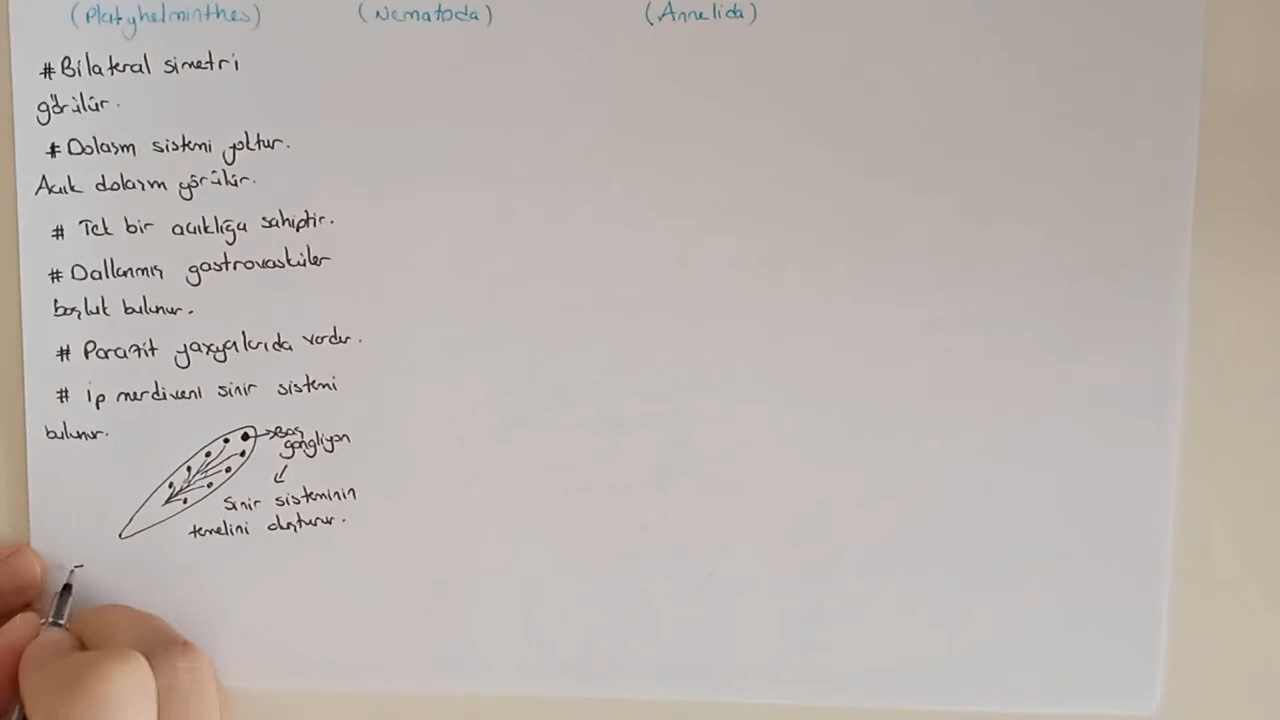 (Platyhelminthes) (Nematoda) (Annelida)
# Bilateral simetri
görülür.
# Dolaşım sistemi yoktur.
Açık dolaşım görülür.
# Tek bir açıklığa sahiptir.
# Dallanmış gastrovasküler
boşluk bulunur.
# Parazit yaşayanlarıda vardır.
# ip merdiveni sinir sistemi
bulunur.
Baş
gangliyon
Sinir sisteminin
temelini oluşturur.